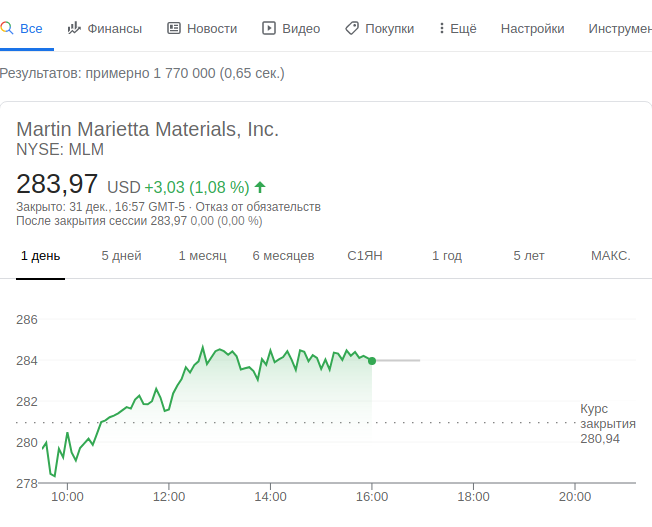 Все Финансы Новости Видео Покупки Ещё Настройки Инструмен
Результатов: примерно 1 770 000 (0,65 сек.)
Martin Marietta Materials, Inc.
NYSE: MLM
283,97 USD +3,03 (1,08 %)
Закрыто: 31 дек., 16:57 GMT-5 · Отказ от обязательств
После закрытия сессии 283,97 0,00 (0,00 %)
1 день 5 дней 1 месяц 6 месяцев С1ЯН 1 год 5 лет МАКС.
286
284
282
Курс
закрытия
280,94
280
278
10:00 12:00 14:00 16:00 18:00 20:00